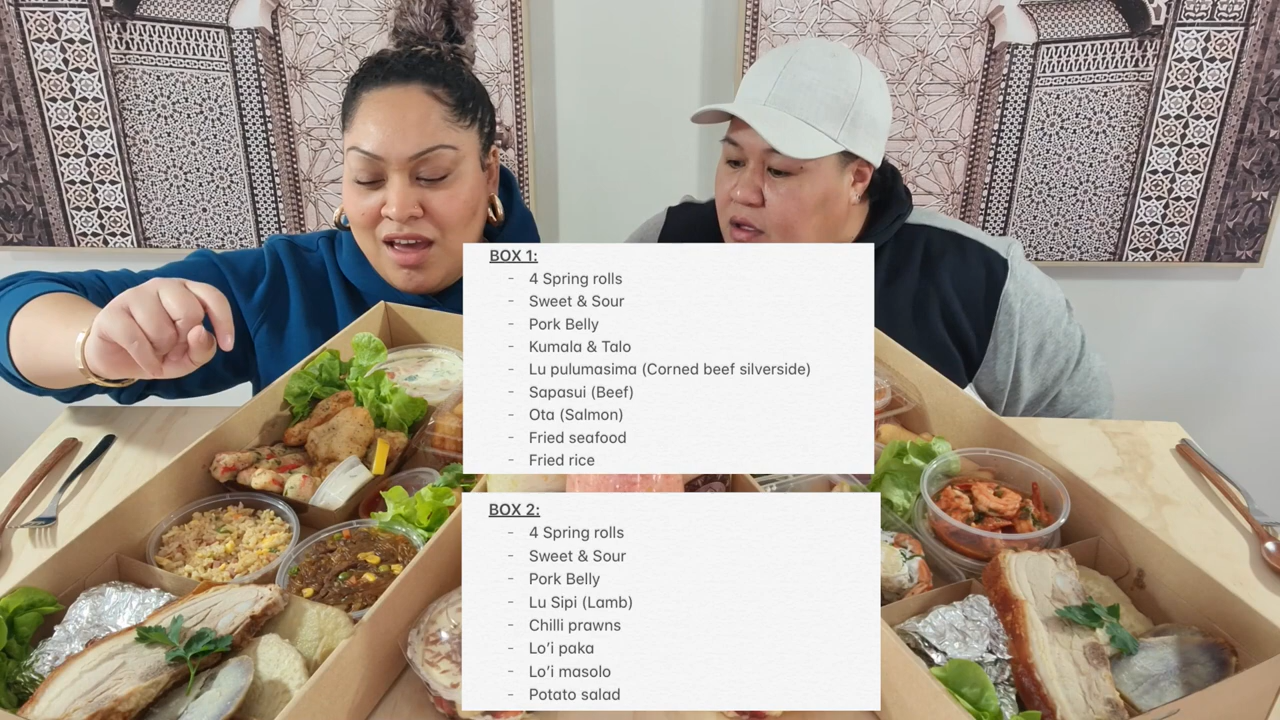 BOX 1:
- 4 Spring rolls
- Sweet & Sour
- Pork Belly
- Kumala & Talo
- Lu pulumasima (Corned beef silverside)
- Sapasui (Beef)
- Ota (Salmon)
- Fried seafood
- Fried rice
BOX 2:
- 4 Spring rolls
- Sweet & Sour
- Pork Belly
- Lu Sipi (Lamb)
- Chilli prawns
- Lo’i paka
- Lo’i masolo
- Potato salad